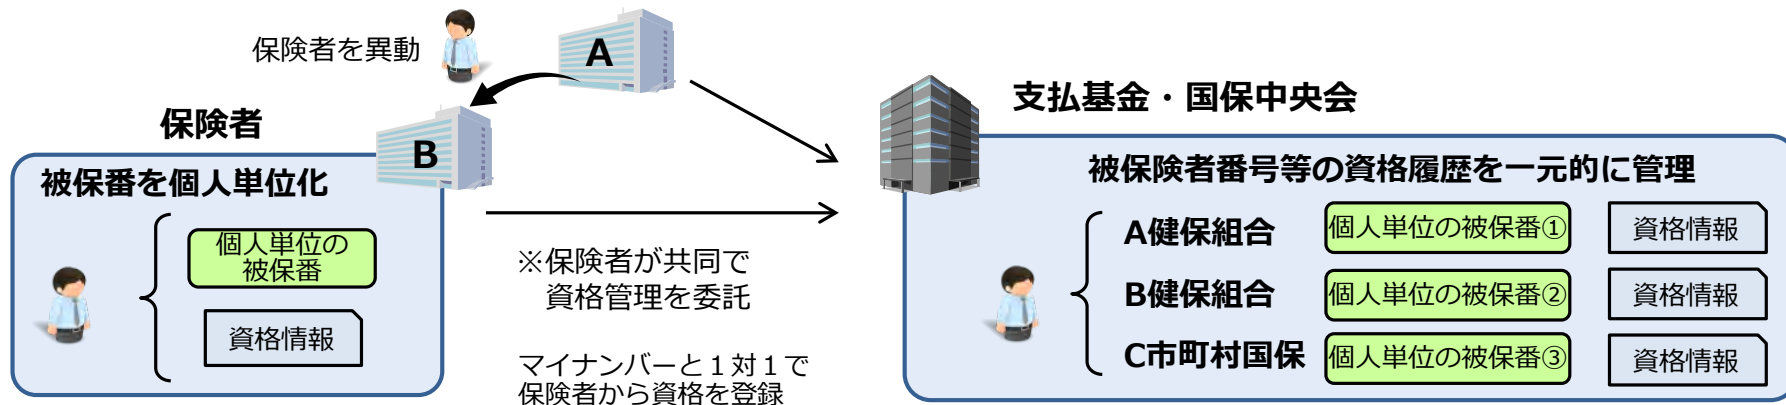 保険者を異動
A
B
保険者
被保番を個人単位化
個人単位の
被保番
資格情報
※保険者が共同で
資格管理を委託
マイナンバーと１対１で
保険者から資格を登録
支払基金・国保中央会
被保険者番号等の資格履歴を一元的に管理
A健保組合 個人単位の被保番① 資格情報
B健保組合 個人単位の被保番② 資格情報
C市町村国保 個人単位の被保番③ 資格情報